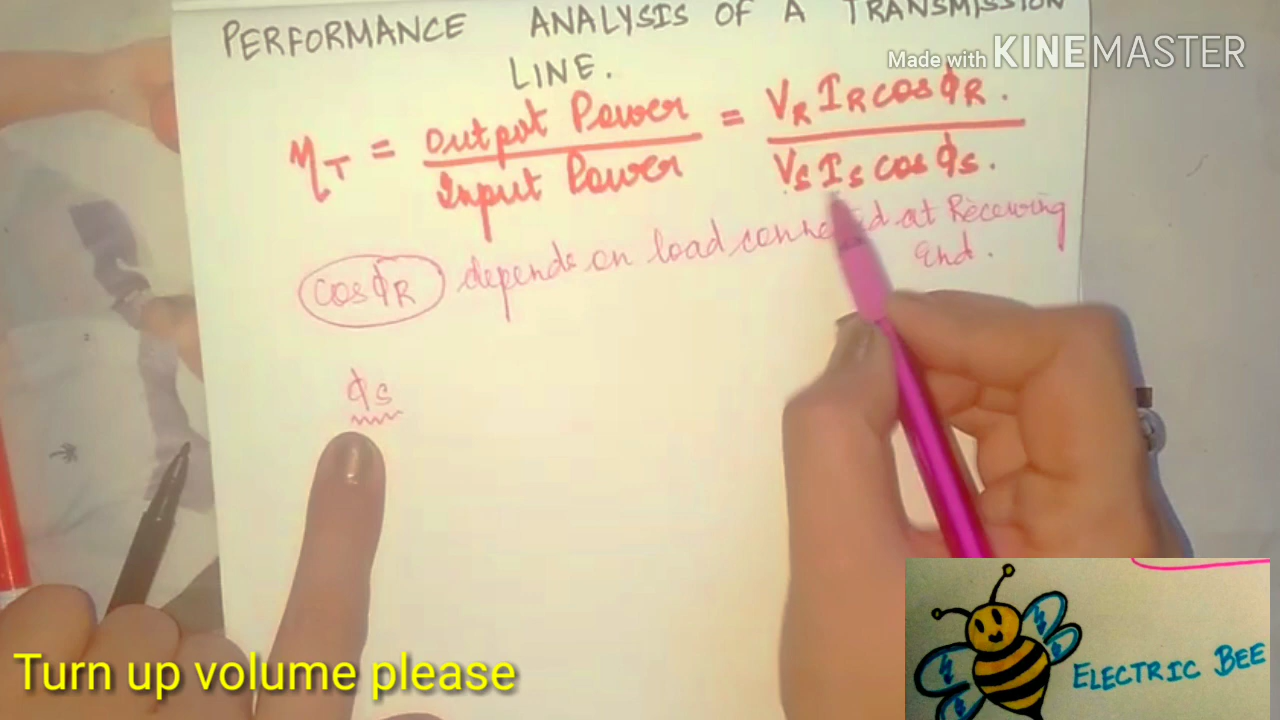 PERFORMANCE ANALYSIS OF A TRANSMISSION
LINE.
Made with KINEMASTER
ηT = Output Power / Input Power = VR IR cos ϕR. / VS IS cos ϕS.
cos ϕR depends on load connected at Receiving
End.
ϕS
Turn up volume please
ELECTRIC BEE